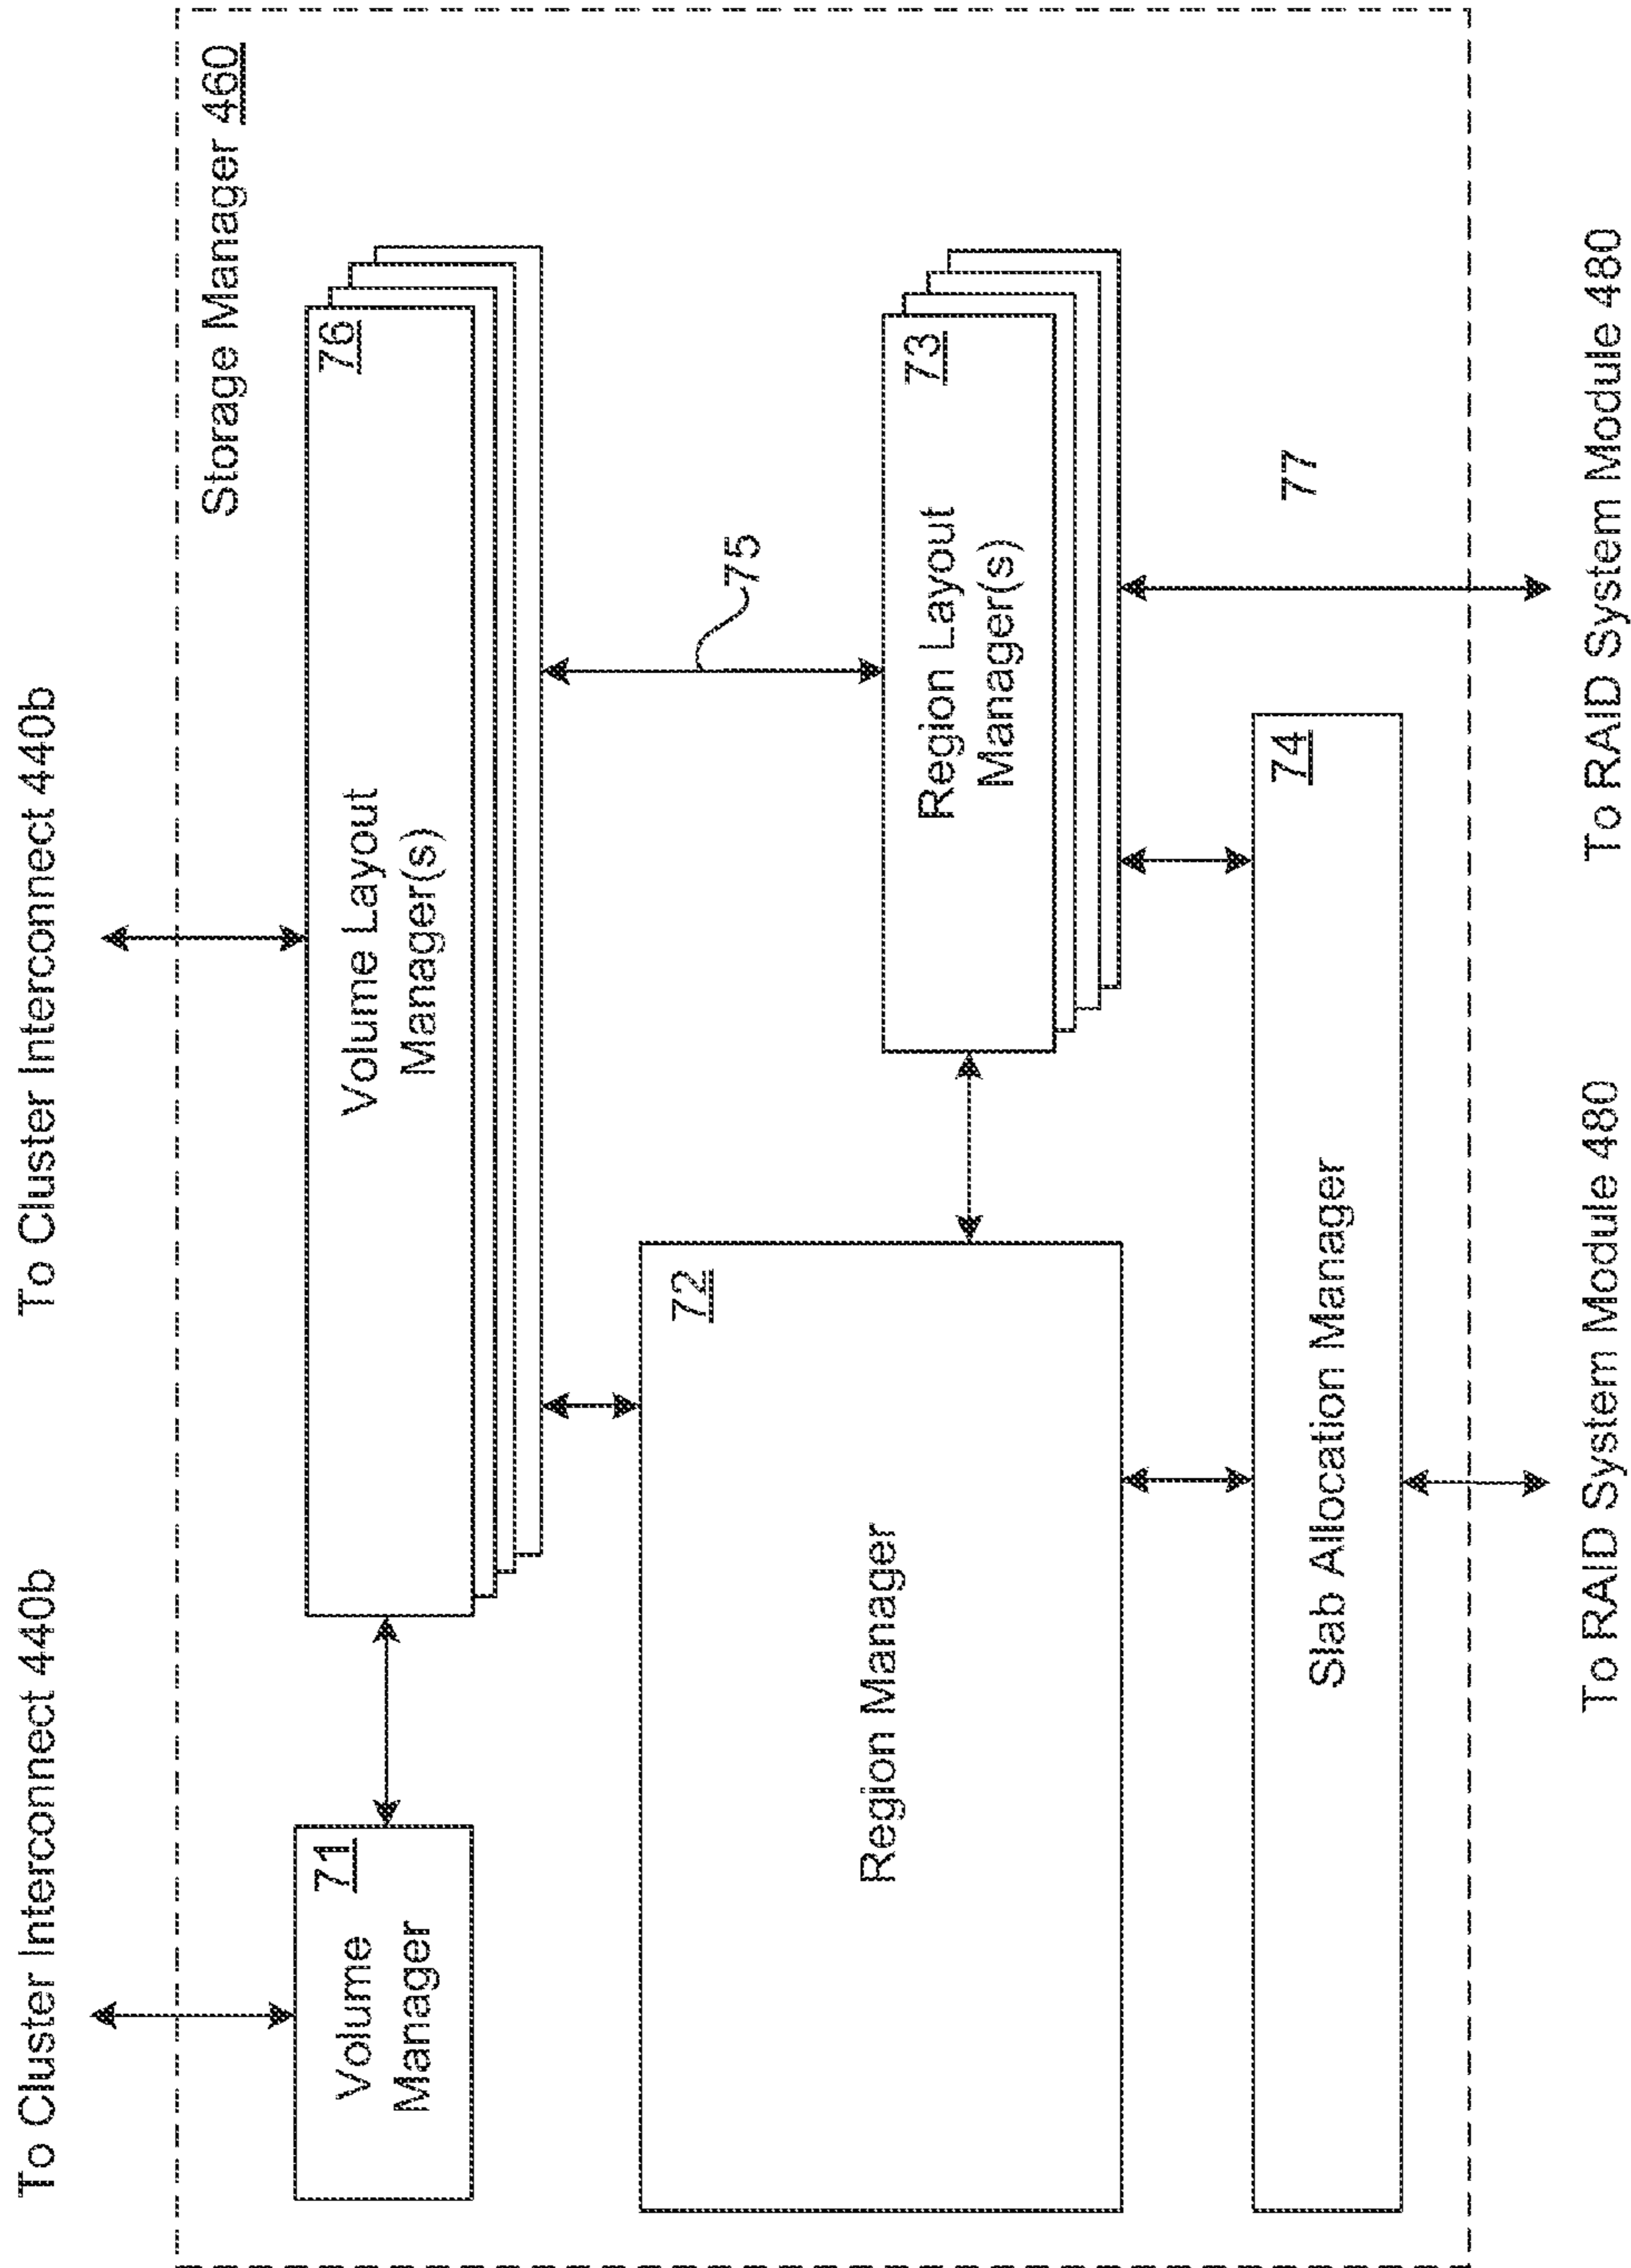 To Cluster Interconnect 440b
To Cluster Interconnect 440b
Storage Manager 460
71
Volume
Manager
76
Volume Layout
Manager(s)
75
72
Region Manager
73
Region Layout
Manager(s)
74
Slab Allocation Manager
77
To RAID System Module 480
To RAID System Module 480